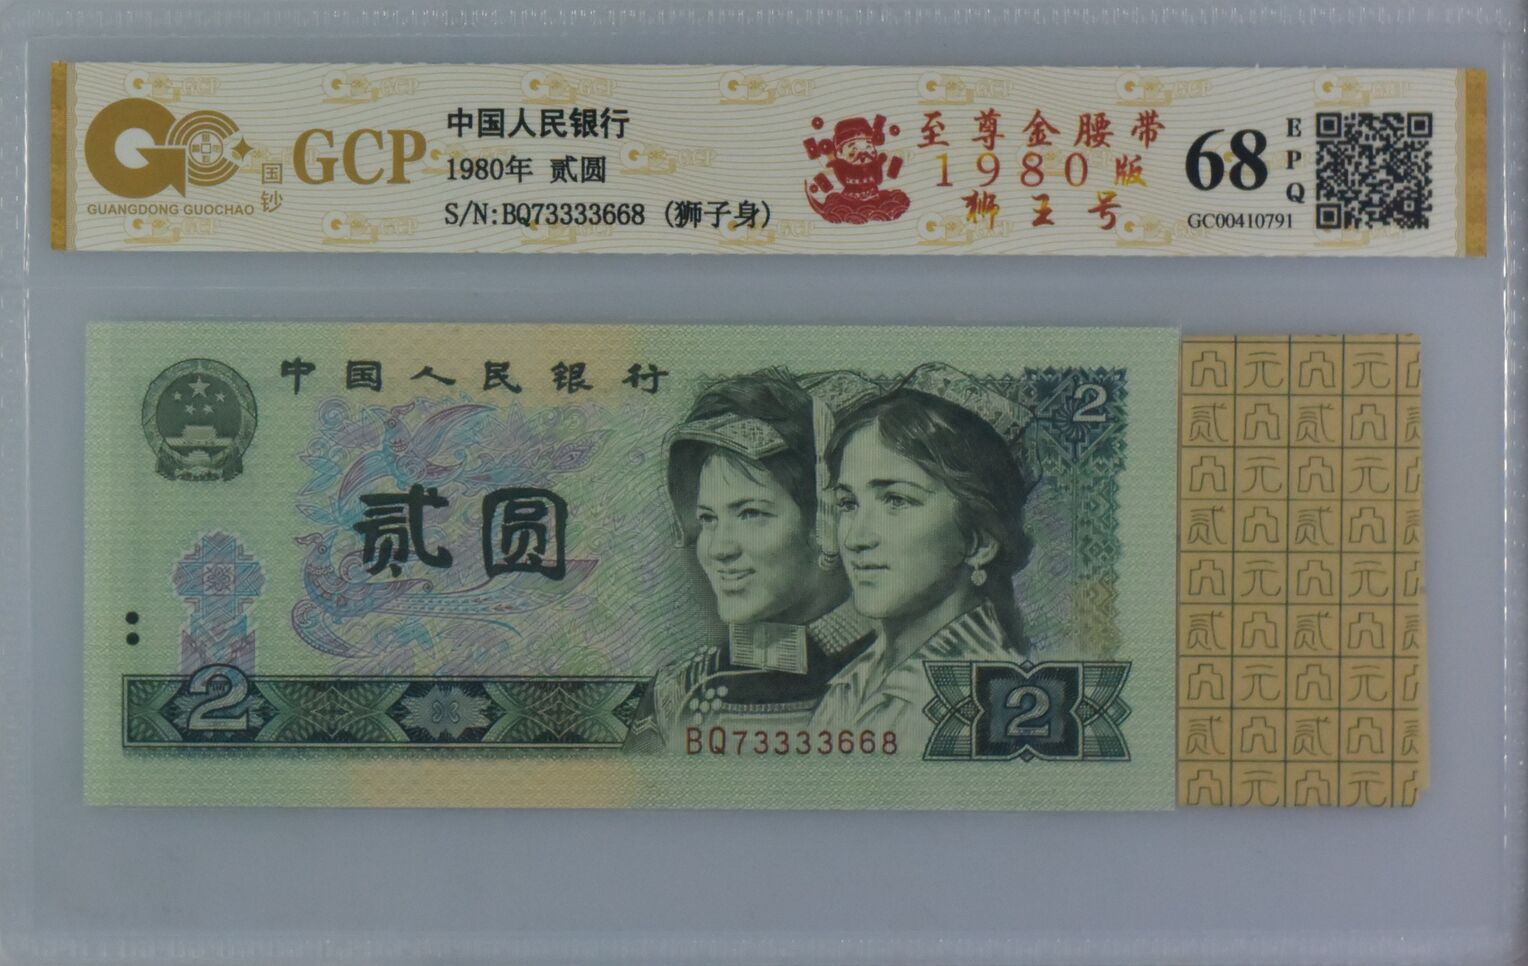 GCP
国钞
GUANGDONG GUOCHAO
中国人民银行
1980年 贰圆
S/N:BQ73333668 (狮子身)
至尊金腰带
1980版
狮王号
68
EPQ
GC00410791
中国人民银行
贰圆
2
2
2
BQ73333668